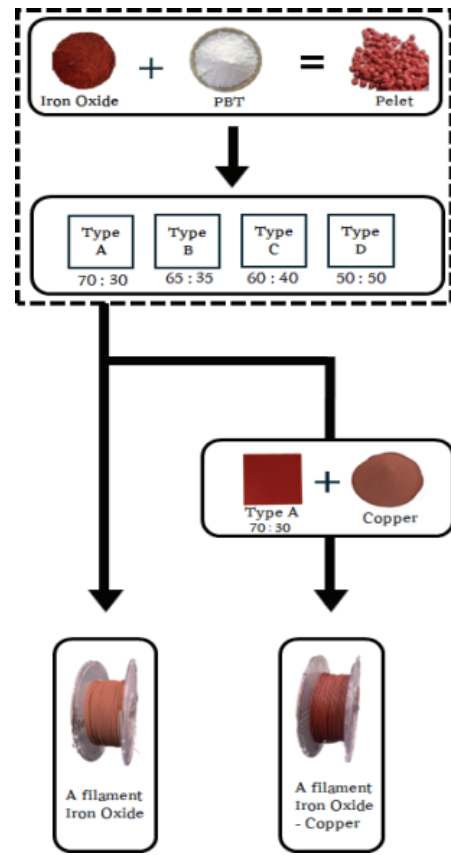 +
=
Iron Oxide
PBT
Pelet
Type A
70 : 30
Type B
65 : 35
Type C
60 : 40
Type D
50 : 50
+
Type A
70 : 30
Copper
A filament
Iron Oxide
A filament
Iron Oxide
- Copper